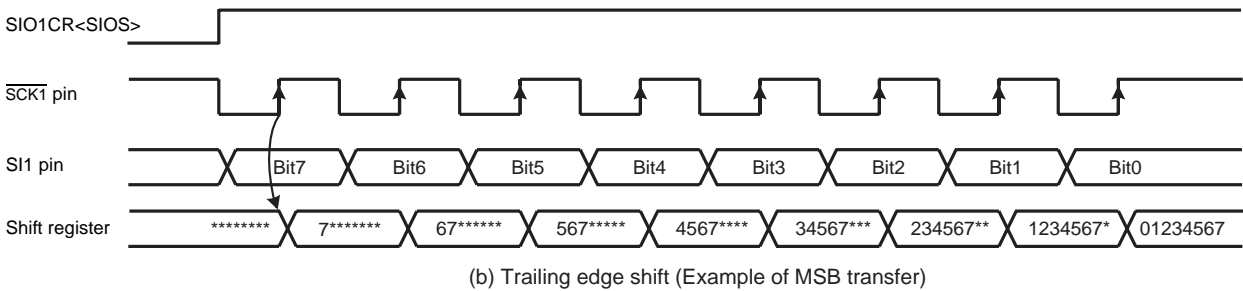 SIO1CR<SIOS>
SCK1 pin
SI1 pin
Bit7 Bit6 Bit5 Bit4 Bit3 Bit2 Bit1 Bit0
Shift register
******** 7******* 67****** 567***** 4567**** 34567*** 234567** 1234567* 01234567
(b) Trailing edge shift (Example of MSB transfer)